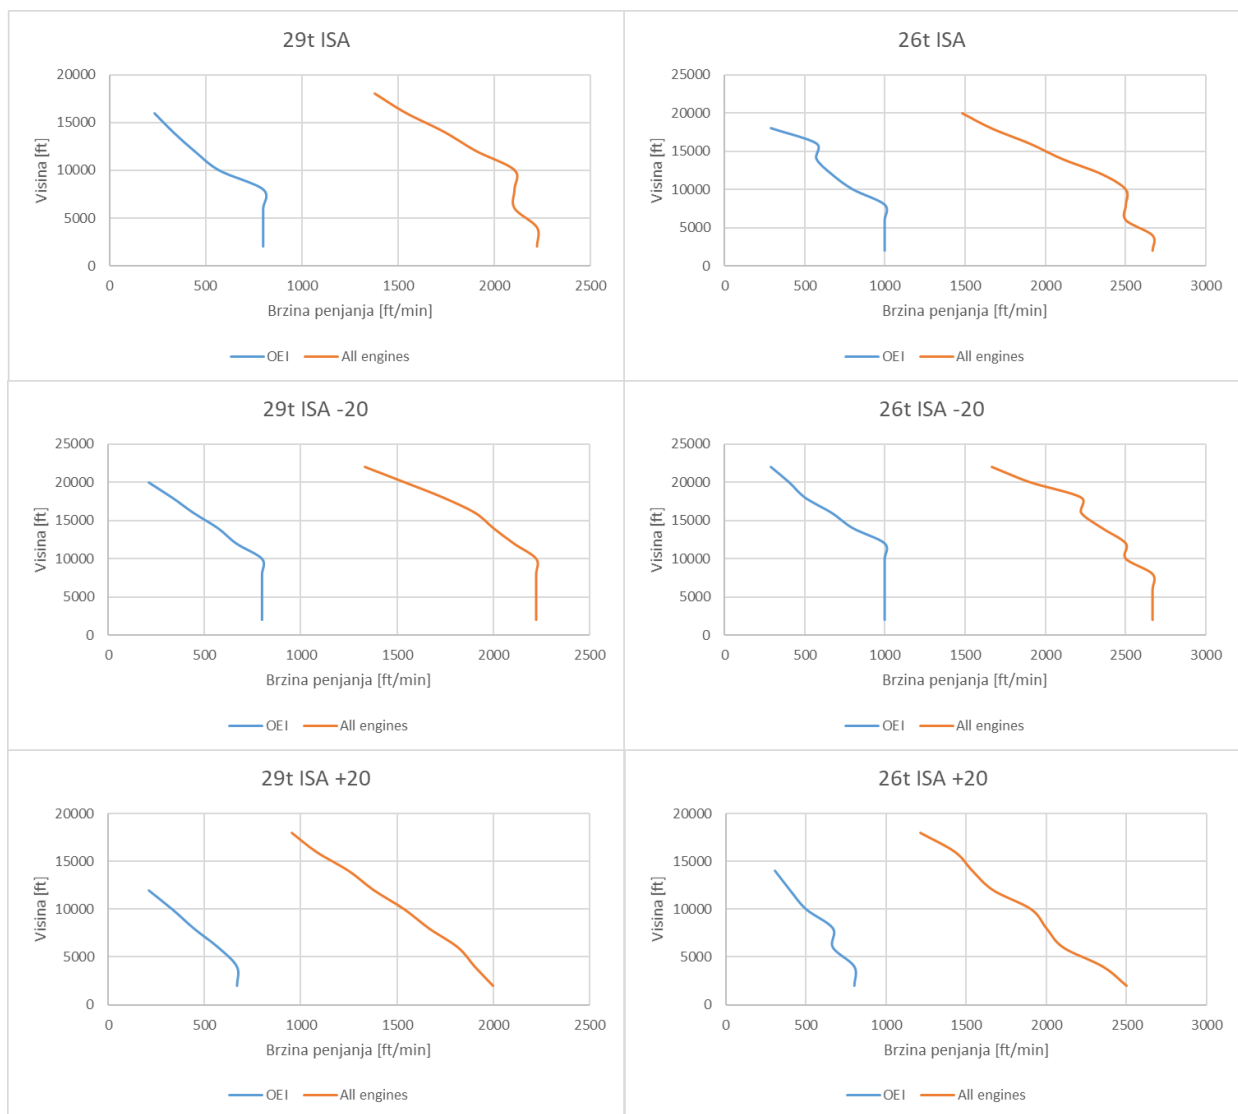 29t ISA
Visina [ft]
20000
15000
10000
5000
0
0 500 1000 1500 2000 2500
Brzina penjanja [ft/min]
OEI All engines
26t ISA
Visina [ft]
25000
20000
15000
10000
5000
0
0 500 1000 1500 2000 2500 3000
Brzina penjanja [ft/min]
OEI All engines
29t ISA -20
Visina [ft]
25000
20000
15000
10000
5000
0
0 500 1000 1500 2000 2500
Brzina penjanja [ft/min]
OEI All engines
26t ISA -20
Visina [ft]
25000
20000
15000
10000
5000
0
0 500 1000 1500 2000 2500 3000
Brzina penjanja [ft/min]
OEI All engines
29t ISA +20
Visina [ft]
20000
15000
10000
5000
0
0 500 1000 1500 2000 2500
Brzina penjanja [ft/min]
OEI All engines
26t ISA +20
Visina [ft]
20000
15000
10000
5000
0
0 500 1000 1500 2000 2500 3000
Brzina penjanja [ft/min]
OEI All engines